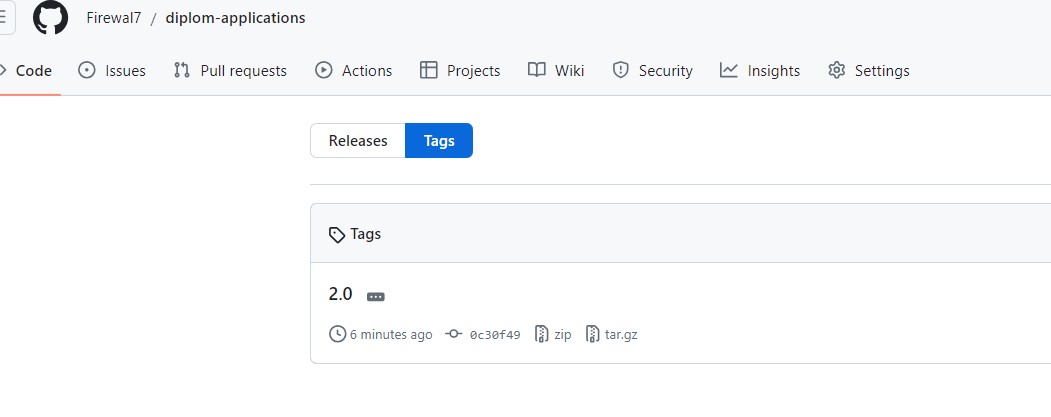 Firewal7 / diplom-applications
Code Issues Pull requests Actions Projects Wiki Security Insights Settings
Releases Tags
Tags
2.0
6 minutes ago 0c30f49 zip tar.gz